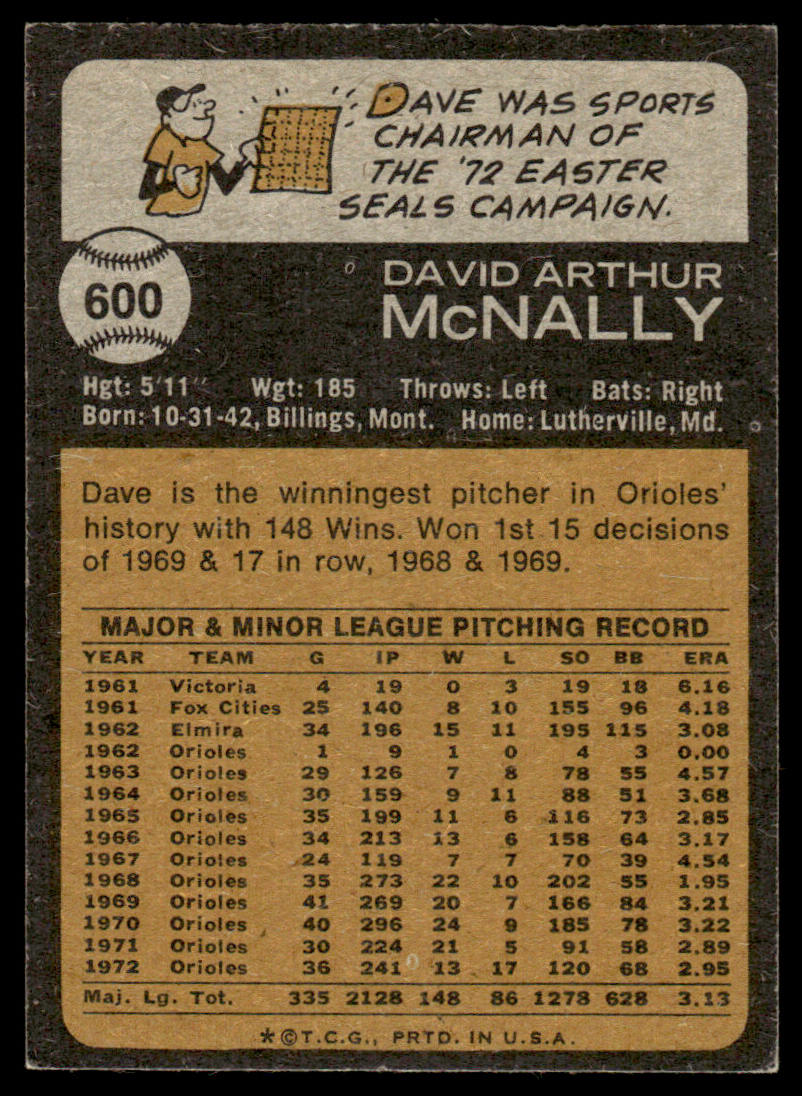 DAVE WAS SPORTS
CHAIRMAN OF
THE '72 EASTER
SEALS CAMPAIGN.
600
DAVID ARTHUR
McNALLY
Hgt: 5'11" Wgt: 185 Throws: Left Bats: Right
Born: 10-31-42, Billings, Mont. Home: Lutherville, Md.
Dave is the winningest pitcher in Orioles'
history with 148 Wins. Won 1st 15 decisions
of 1969 & 17 in row, 1968 & 1969.
MAJOR & MINOR LEAGUE PITCHING RECORD
YEAR TEAM G IP W L SO BB ERA
1961 Victoria 4 19 0 3 19 18 6.16
1961 Fox Cities 25 140 8 10 155 96 4.18
1962 Elmira 34 196 15 11 195 115 3.08
1962 Orioles 1 9 1 0 4 3 0.00
1963 Orioles 29 126 7 8 78 55 4.57
1964 Orioles 30 159 9 11 88 51 3.68
1965 Orioles 35 199 11 6 116 73 2.85
1966 Orioles 34 213 13 6 158 64 3.17
1967 Orioles 24 119 7 7 70 39 4.54
1968 Orioles 35 273 22 10 202 55 1.95
1969 Orioles 41 269 20 7 166 84 3.21
1970 Orioles 40 296 24 9 185 78 3.22
1971 Orioles 30 224 21 5 91 58 2.89
1972 Orioles 36 241 13 17 120 68 2.95
Maj. Lg. Tot. 335 2128 148 86 1278 628 3.13
*©T.C.G., PRTD. IN U.S.A.